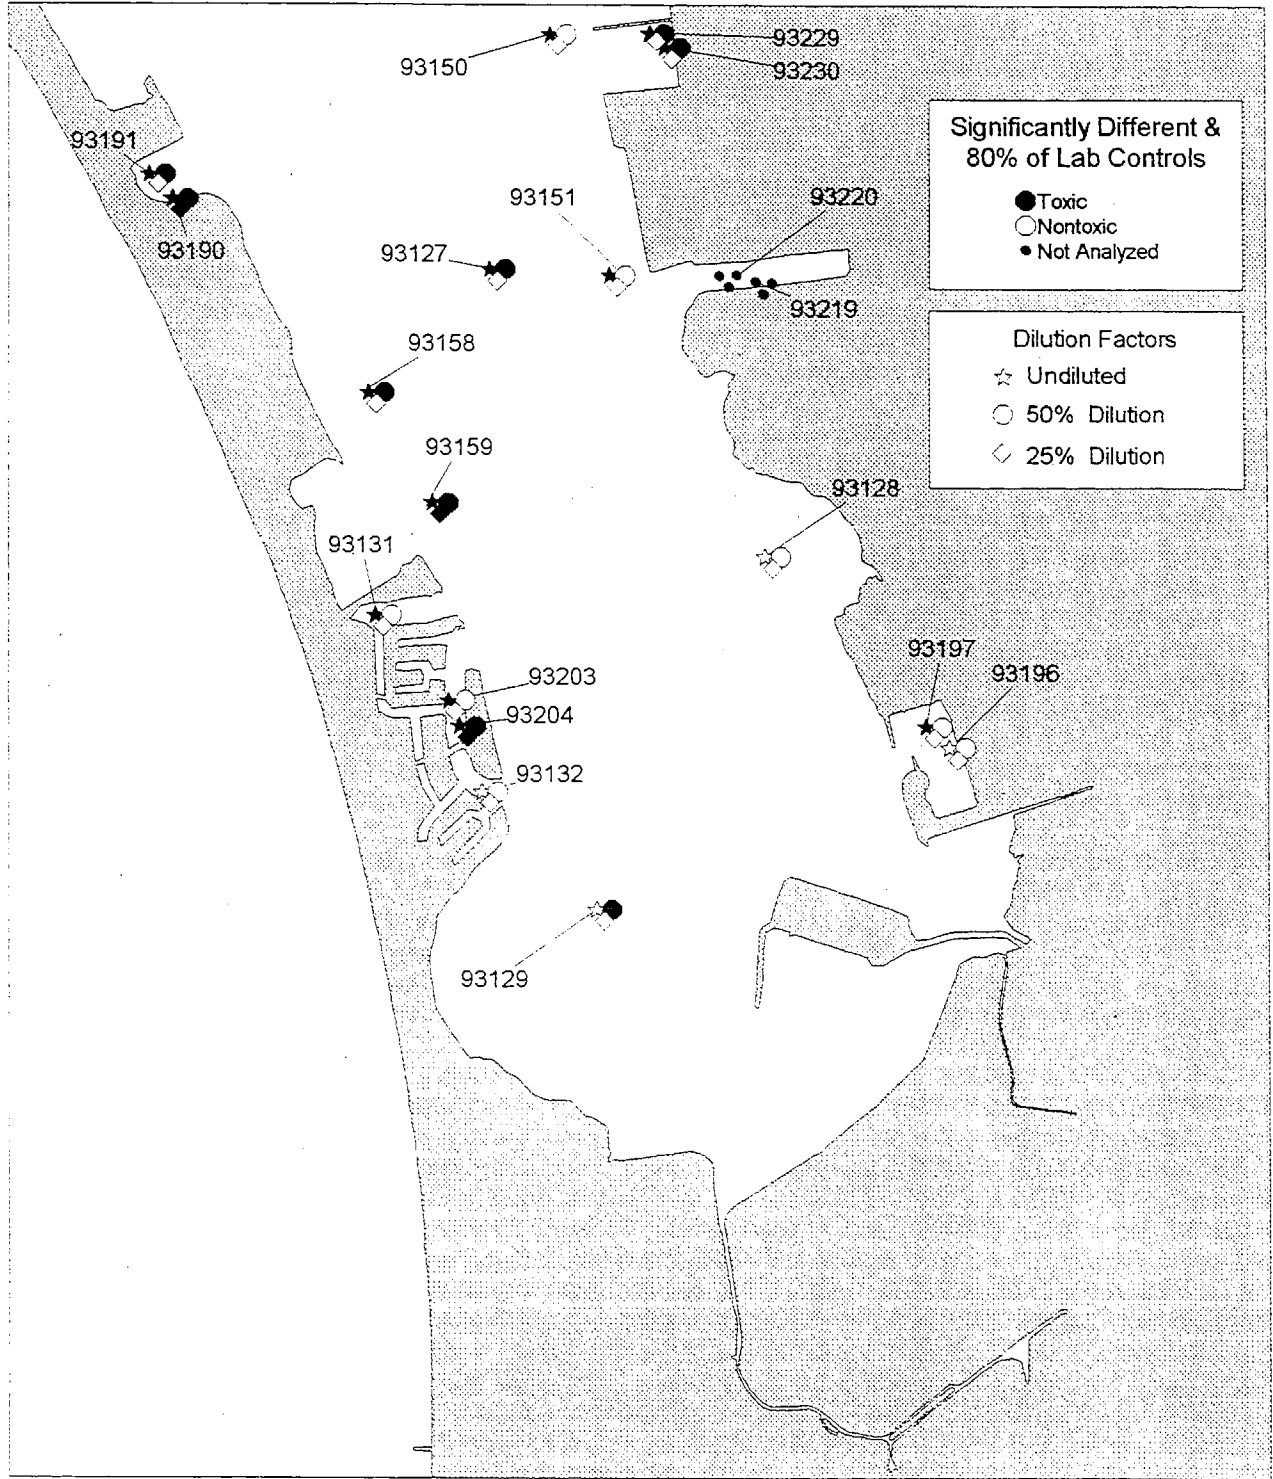 93150
93229
93230
93191
93190
93151
93220
93127
93219
93158
93159
93128
93131
93197
93196
93203
93204
93132
93129
Significantly Different &
80% of Lab Controls
Toxic
Nontoxic
Not Analyzed
Dilution Factors
Undiluted
50% Dilution
25% Dilution